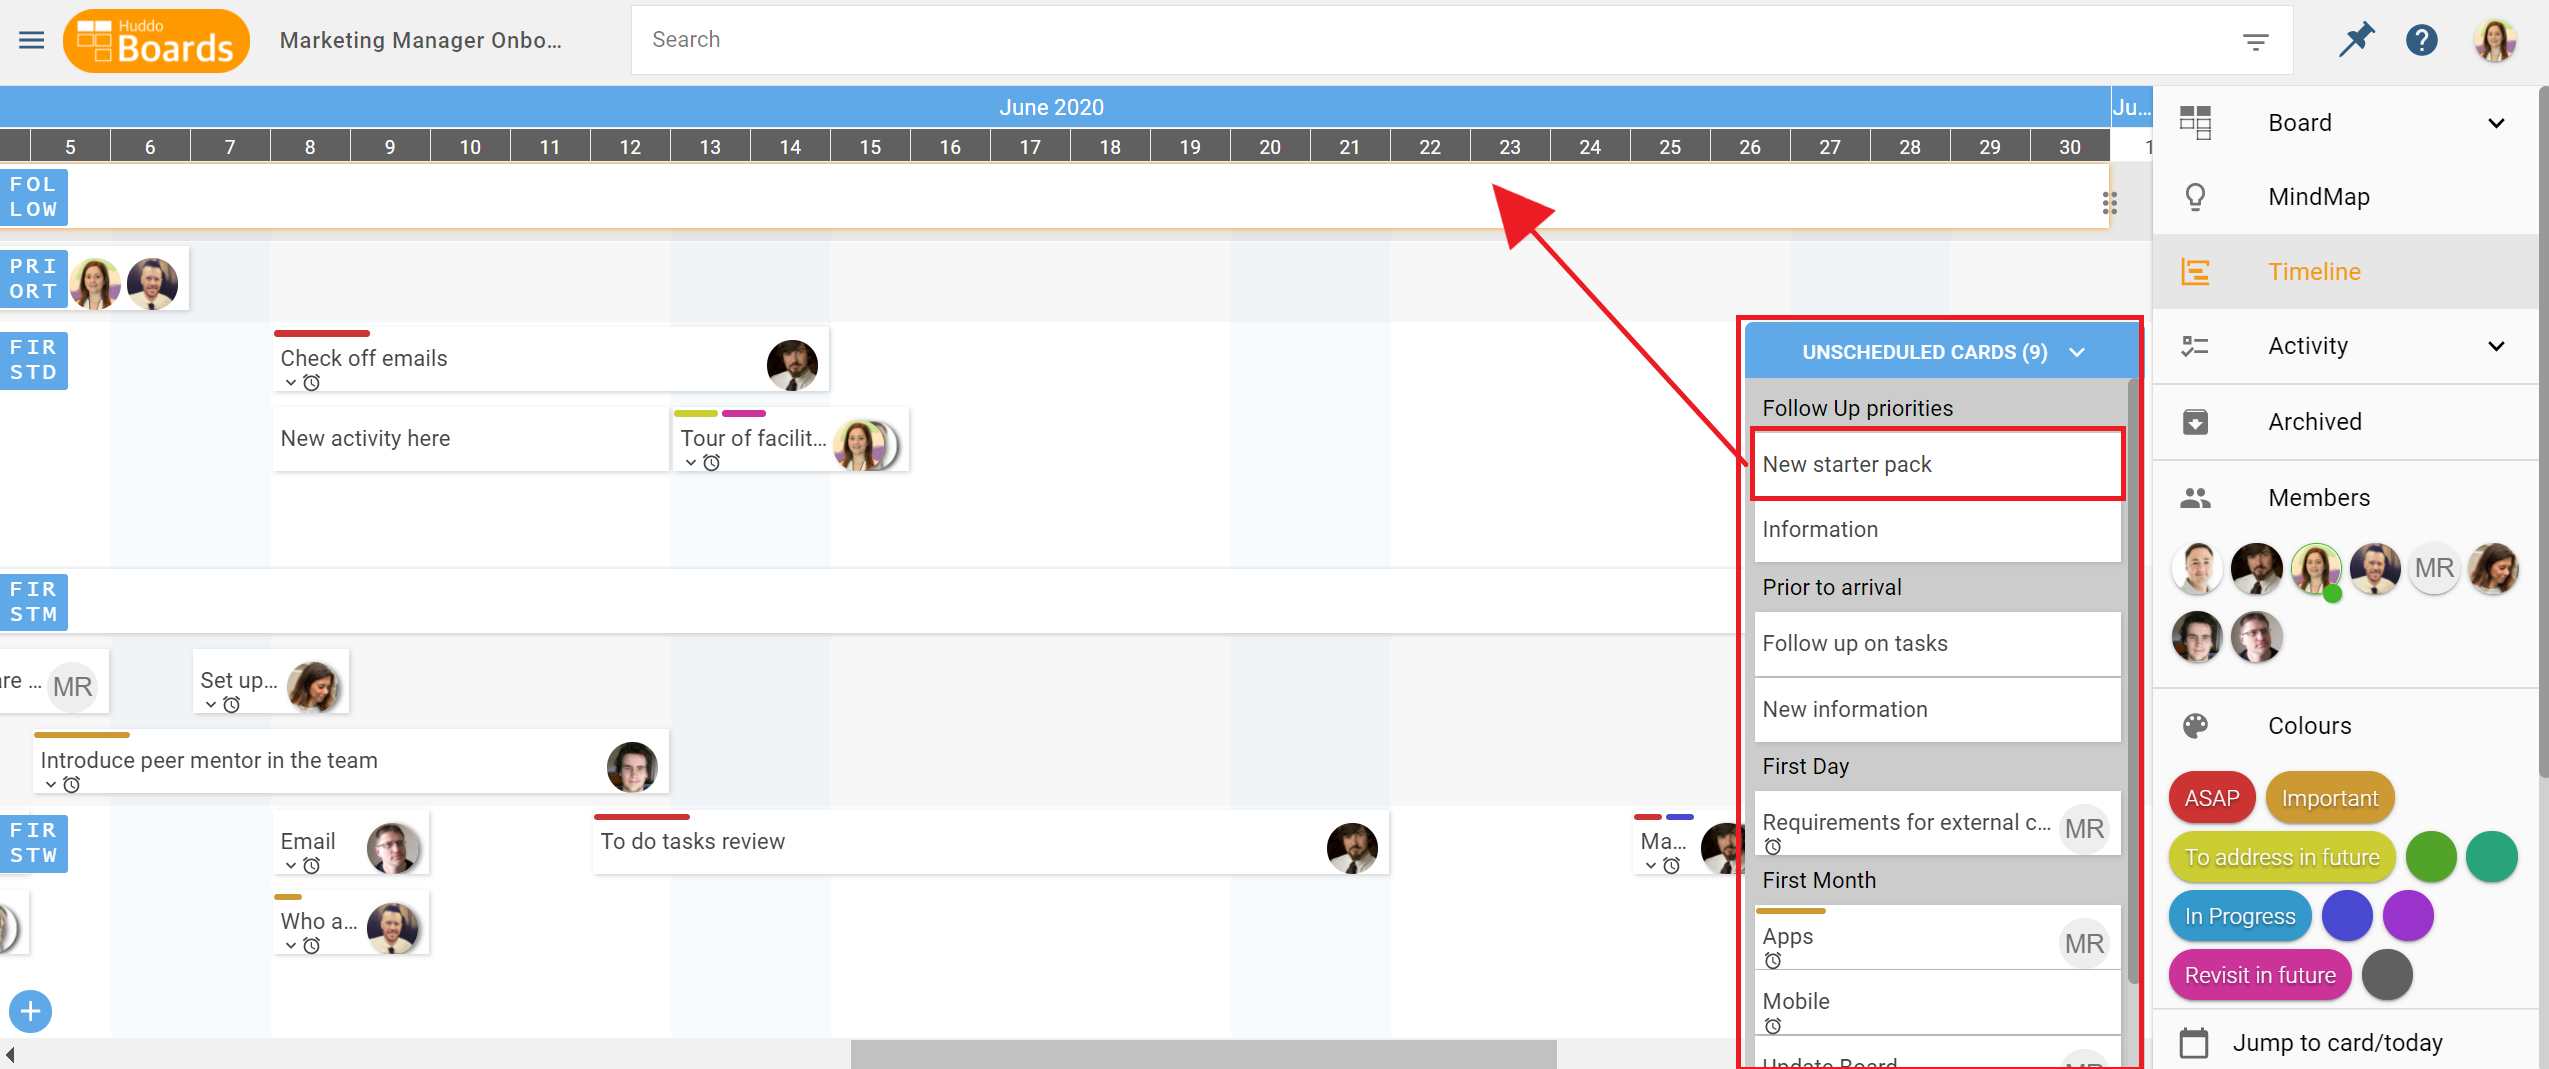 Huddo
Boards
Marketing Manager Onbo...
Search
June 2020
Ju...
5 6 7 8 9 10 11 12 13 14 15 16 17 18 19 20 21 22 23 24 25 26 27 28 29 30 1
FOL
LOW
PRI
ORT
FIR
STD
Check off emails
New activity here
Tour of facilit...
FIR
STM
are ...
MR
Set up...
Introduce peer mentor in the team
FIR
STW
Email
To do tasks review
Ma...
Who a...
UNSCHEDULED CARDS (9)
Follow Up priorities
New starter pack
Information
Prior to arrival
Follow up on tasks
New information
First Day
Requirements for external c...
MR
First Month
Apps
MR
Mobile
Update Board
MR
Board
MindMap
Timeline
Activity
Archived
Members
MR
Colours
ASAP
Important
To address in future
In Progress
Revisit in future
Jump to card/today